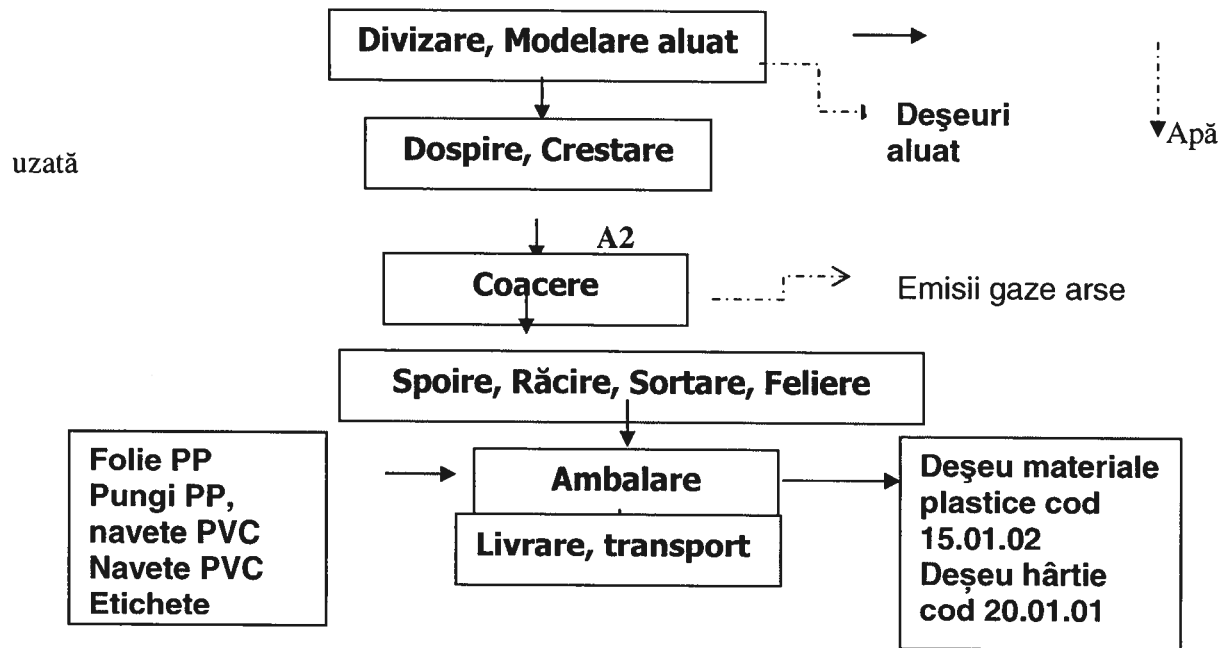 Divizare, Modelare aluat
Deşeuri
aluat
Apă
uzată
Dospire, Crestare
A2
Coacere
Emisii gaze arse
Spoire, Răcire, Sortare, Feliere
Folie PP
Pungi PP,
navete PVC
Navete PVC
Etichete
Ambalare
Livrare, transport
Deşeu materiale
plastice cod
15.01.02
Deșeu hârtie
cod 20.01.01